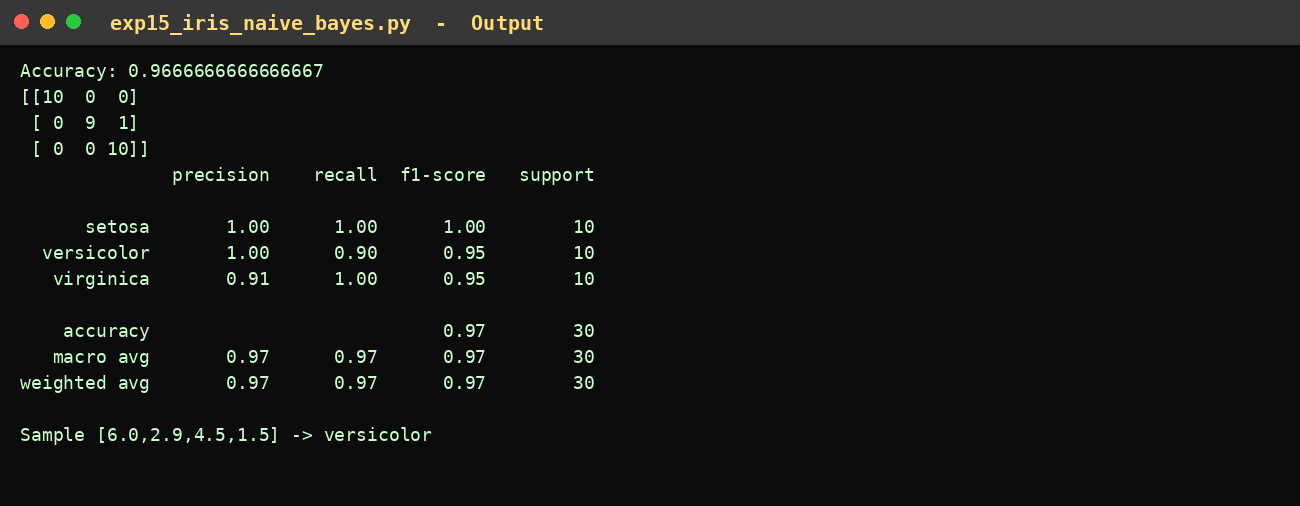 exp15_iris_naive_bayes.py  -  Output
Accuracy: 0.9666666666666667
[[10  0  0]
 [ 0  9  1]
 [ 0  0 10]]
              precision    recall  f1-score   support

      setosa       1.00      1.00      1.00        10
  versicolor       1.00      0.90      0.95        10
   virginica       0.91      1.00      0.95        10

    accuracy                           0.97        30
   macro avg       0.97      0.97      0.97        30
weighted avg       0.97      0.97      0.97        30

Sample [6.0,2.9,4.5,1.5] -> versicolor